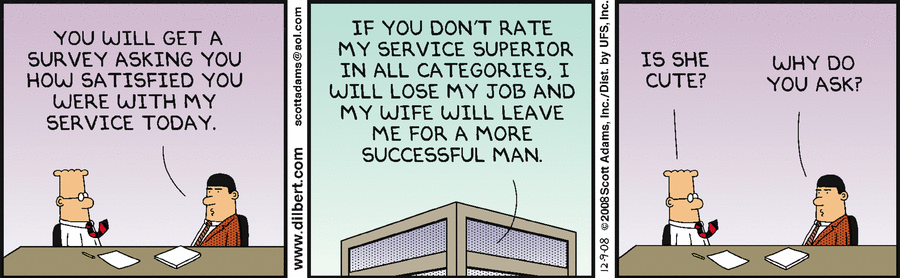 YOU WILL GET A
SURVEY ASKING YOU
HOW SATISFIED YOU
WERE WITH MY
SERVICE TODAY.
www.dilbert.com scottadams@aol.com
IF YOU DON'T RATE
MY SERVICE SUPERIOR
IN ALL CATEGORIES, I
WILL LOSE MY JOB AND
MY WIFE WILL LEAVE
ME FOR A MORE
SUCCESSFUL MAN.
12-9-08 ©2008 Scott Adams, Inc./Dist. by UFS, Inc.
IS SHE
CUTE?
WHY DO
YOU ASK?